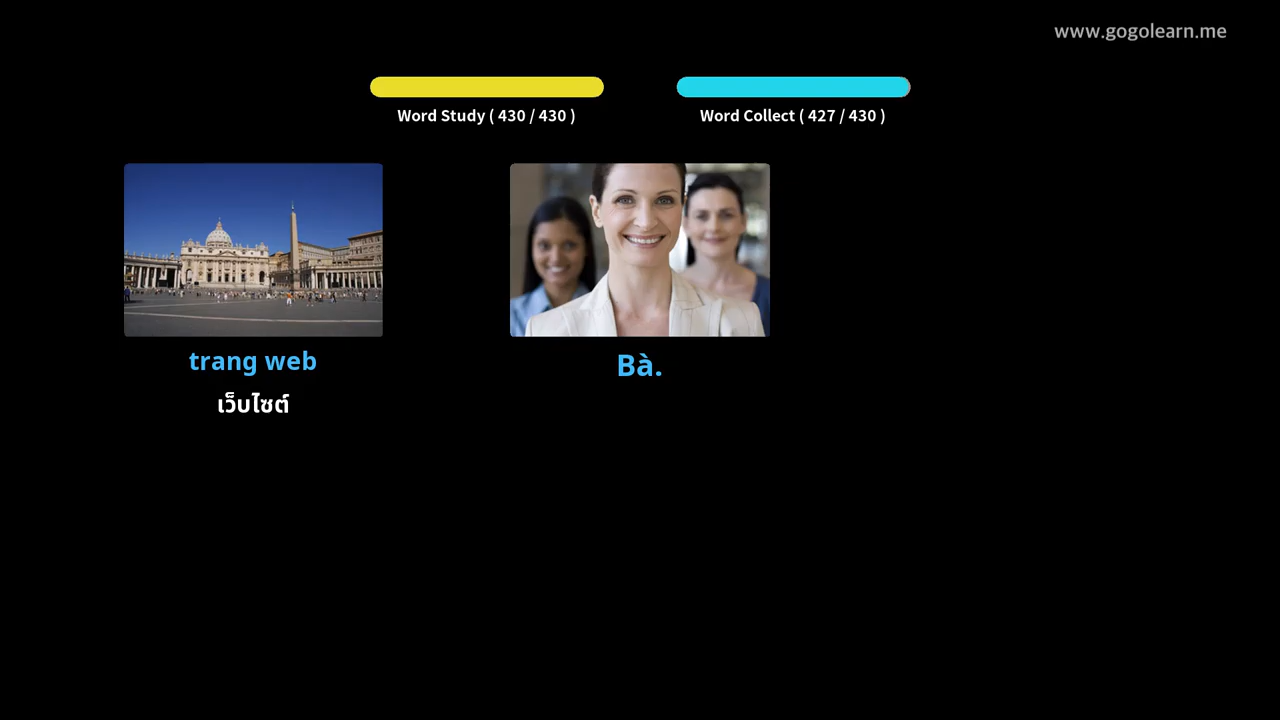 www.gogolearn.me
Word Study ( 430 / 430 )
Word Collect ( 427 / 430 )
trang web
เว็บไซต์
Bà.